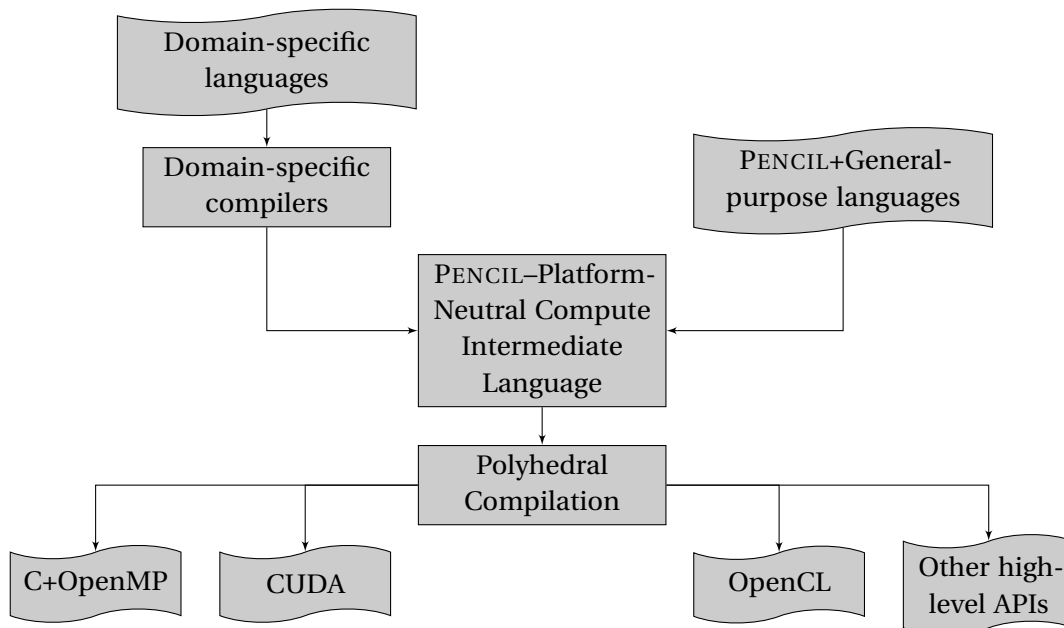 Domain-specific
languages
Domain-specific
compilers
PENCIL+General-
purpose languages
PENCIL–Platform-
Neutral Compute
Intermediate
Language
Polyhedral
Compilation
C+OpenMP
CUDA
OpenCL
Other high-
level APIs